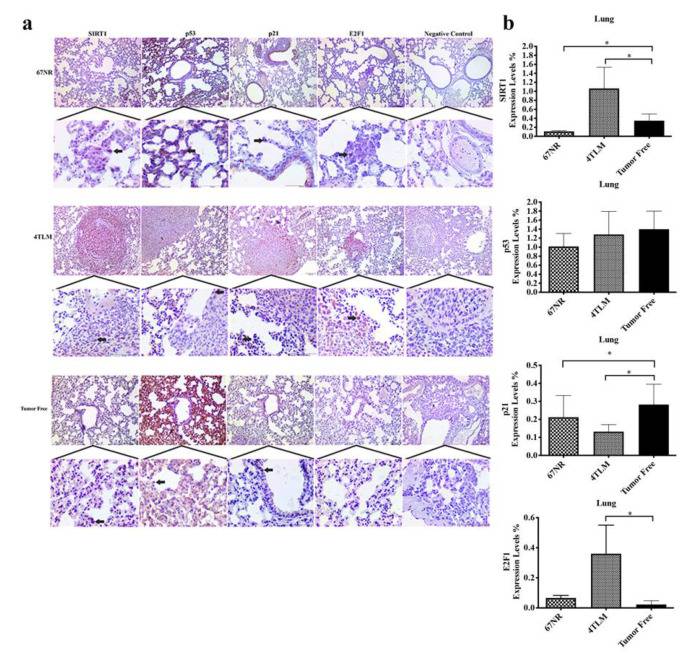 a
SIRT1 p53 p21 E2F1 Negative Control
67NR
4TLM
Tumor Free
b
Lung
SIRT1
Expression Levels %
1.8
1.6
1.4
1.2
1.0
0.8
0.6
0.4
0.2
0.0
*
*
67NR 4TLM Tumor Free
Lung
p53
Expression Levels %
2.0
1.8
1.6
1.4
1.2
1.0
0.8
0.6
0.4
0.2
0.0
67NR 4TLM Tumor Free
Lung
p21
Expression Levels %
0.5
0.4
0.3
0.2
0.1
0.0
*
*
67NR 4TLM Tumor Free
Lung
E2F1
Expression Levels %
0.6
0.4
0.2
0.0
*
67NR 4TLM Tumor Free